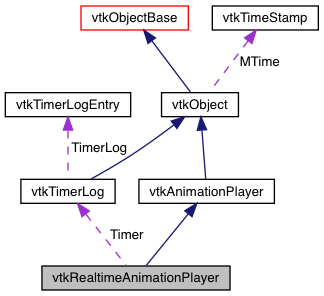 vtkObjectBase
vtkTimeStamp
MTime
vtkTimerLogEntry
vtkObject
TimerLog
vtkTimerLog
vtkAnimationPlayer
Timer
vtkRealtimeAnimationPlayer